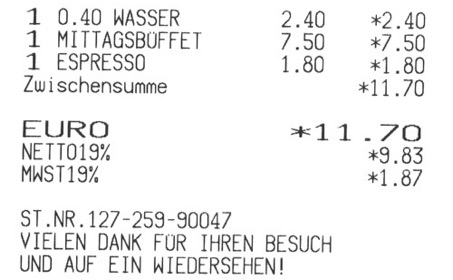 1 0.40 WASSER 2.40 *2.40
1 MITTAGSBÜFFET 7.50 *7.50
1 ESPRESSO 1.80 *1.80
Zwischensumme *11.70
EURO *11.70
NETTO19% *9.83
MWST19% *1.87
ST.NR.127-259-90047
VIELEN DANK FÜR IHREN BESUCH
UND AUF EIN WIEDERSEHEN!